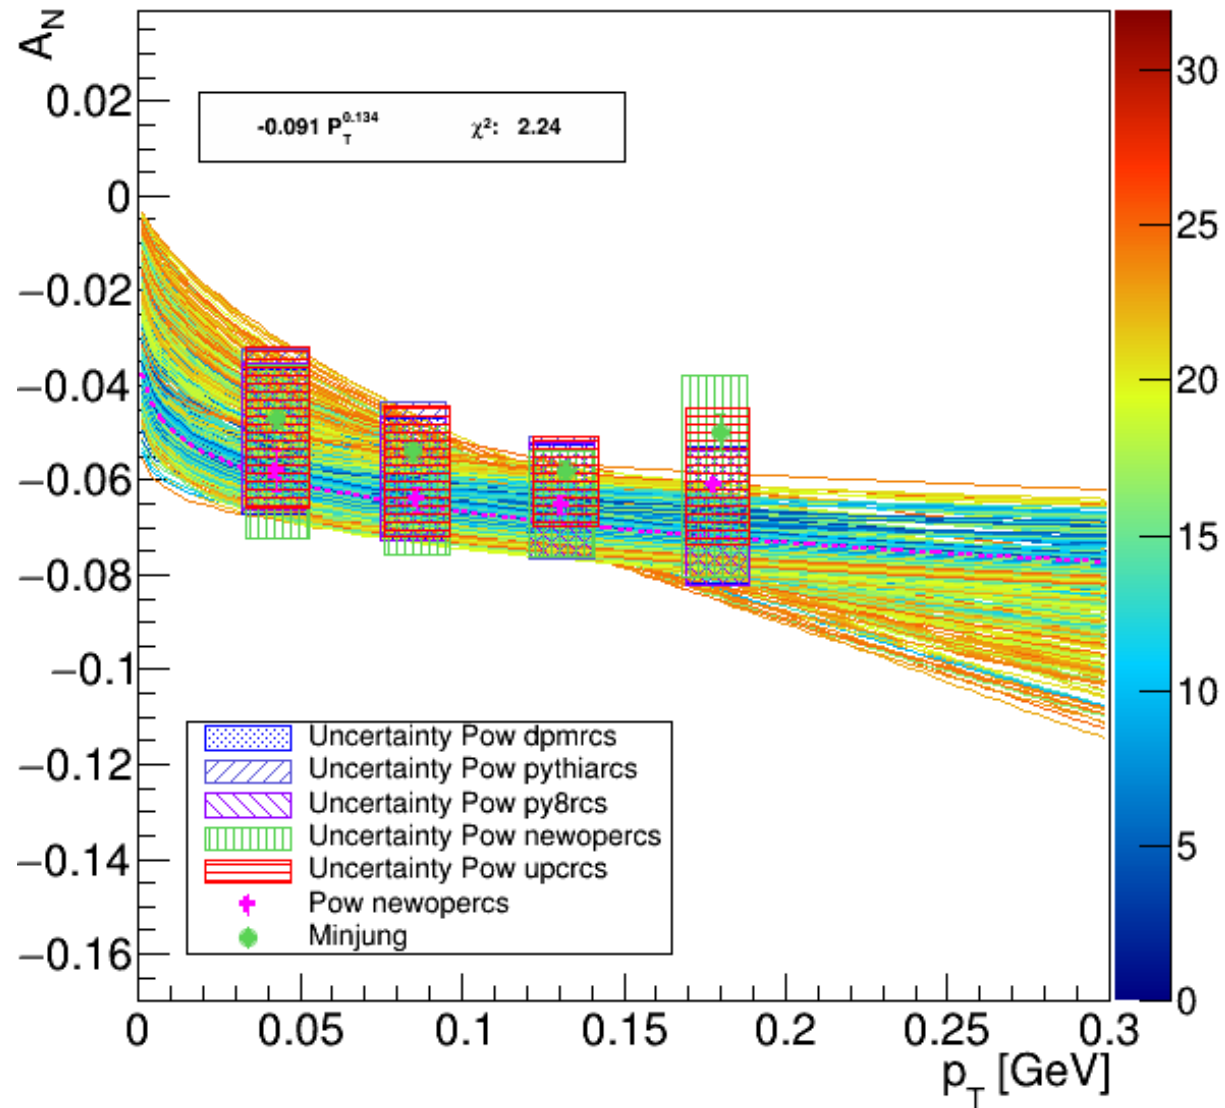 A_N
0.02
0
−0.02
−0.04
−0.06
−0.08
−0.1
−0.12
−0.14
−0.16
-0.091 P_T^0.134 χ²: 2.24
Uncertainty Pow dpmrcs
Uncertainty Pow pythiarcs
Uncertainty Pow py8rcs
Uncertainty Pow newopercs
Uncertainty Pow upcrcs
Pow newopercs
Minjung
0 0.05 0.1 0.15 0.2 0.25 0.3
p_T [GeV]
30
25
20
15
10
5
0